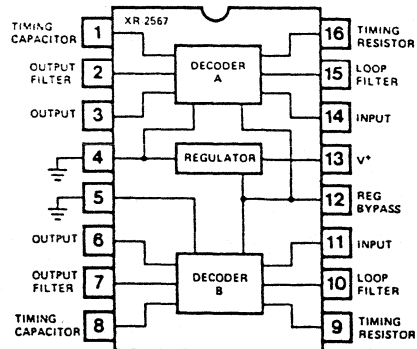 XR 2567
TIMING
CAPACITOR
1
16
TIMING
RESISTOR
OUTPUT
FILTER
2
DECODER
A
15
LOOP
FILTER
OUTPUT
3
14
INPUT
4
REGULATOR
13
V+
5
12
REG
BYPASS
OUTPUT
6
11
INPUT
OUTPUT
FILTER
7
DECODER
B
10
LOOP
FILTER
TIMING
CAPACITOR
8
9
TIMING
RESISTOR